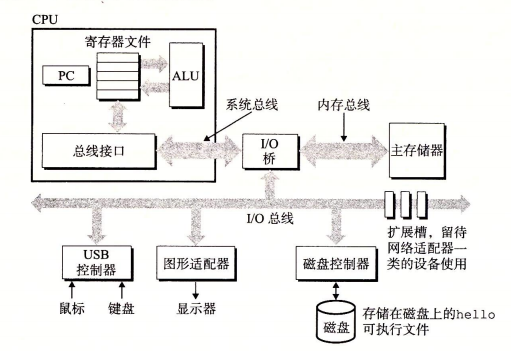 CPU
寄存器文件
PC
ALU
系统总线
内存总线
总线接口
I/O
桥
主存储器
I/O 总线
扩展槽，留待
网络适配器一
类的设备使用
USB
控制器
图形适配器
磁盘控制器
鼠标
键盘
显示器
磁盘
存储在磁盘上的hello
可执行文件